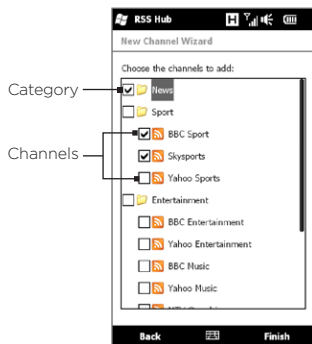 RSS Hub
New Channel Wizard
Choose the channels to add:
Category
News
Sport
Channels
BBC Sport
Skysports
Yahoo Sports
Entertainment
BBC Entertainment
Yahoo Entertainment
BBC Music
Yahoo Music
Back
Finish